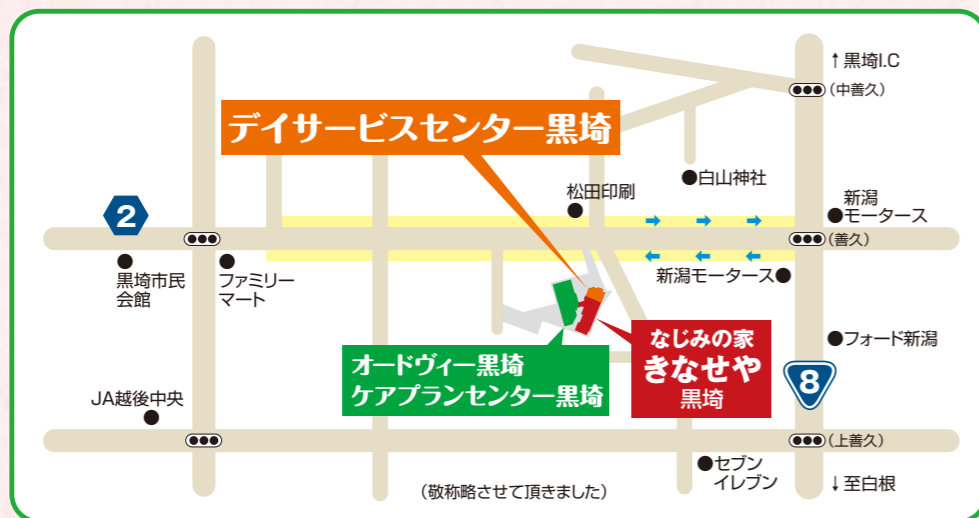 ↑黒埼I.C
(中善久)
デイサービスセンター黒埼
白山神社
松田印刷
新潟
モータース
2
(善久)
黒埼市民
会館
ファミリー
マート
新潟モータース
なじみの家
きなせや
黒埼
フォード新潟
オードヴィー黒埼
ケアプランセンター黒埼
8
JA越後中央
(上善久)
セブン
イレブン
↓至白根
(敬称略させて頂きました)